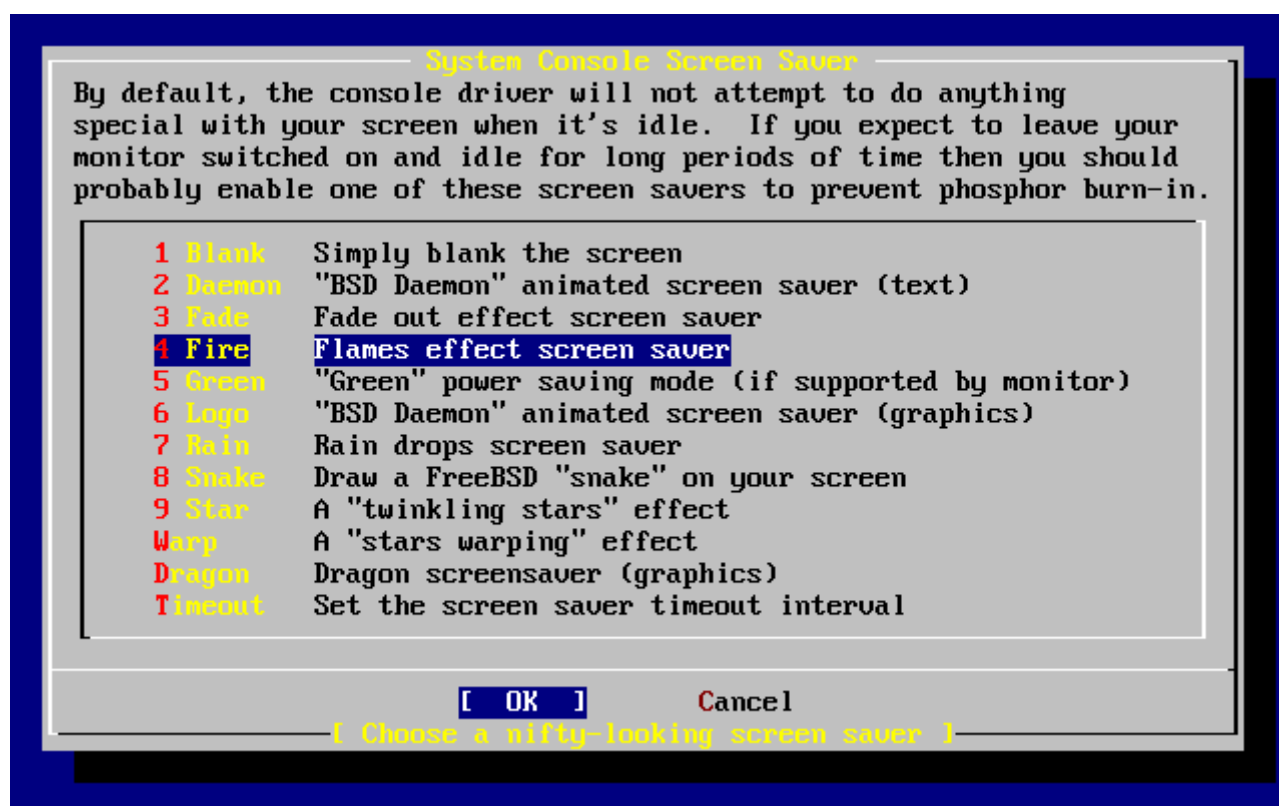 System Console Screen Saver
By default, the console driver will not attempt to do anything
special with your screen when it's idle.  If you expect to leave your
monitor switched on and idle for long periods of time then you should
probably enable one of these screen savers to prevent phosphor burn-in.
1 Blank   Simply blank the screen
2 Daemon  "BSD Daemon" animated screen saver (text)
3 Fade    Fade out effect screen saver
4 Fire    Flames effect screen saver
5 Green   "Green" power saving mode (if supported by monitor)
6 Logo    "BSD Daemon" animated screen saver (graphics)
7 Rain    Rain drops screen saver
8 Snake   Draw a FreeBSD "snake" on your screen
9 Star    A "twinkling stars" effect
Warp      A "stars warping" effect
Dragon    Dragon screensaver (graphics)
Timeout   Set the screen saver timeout interval
[  OK  ]       Cancel
[ Choose a nifty-looking screen saver ]